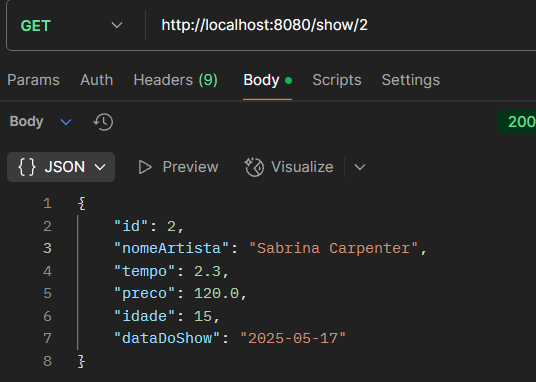 GET http://localhost:8080/show/2
Params Auth Headers (9) Body Scripts Settings
Body 200
{} JSON Preview Visualize
1 {
2 "id": 2,
3 "nomeArtista": "Sabrina Carpenter",
4 "tempo": 2.3,
5 "preco": 120.0,
6 "idade": 15,
7 "dataDoShow": "2025-05-17"
8 }